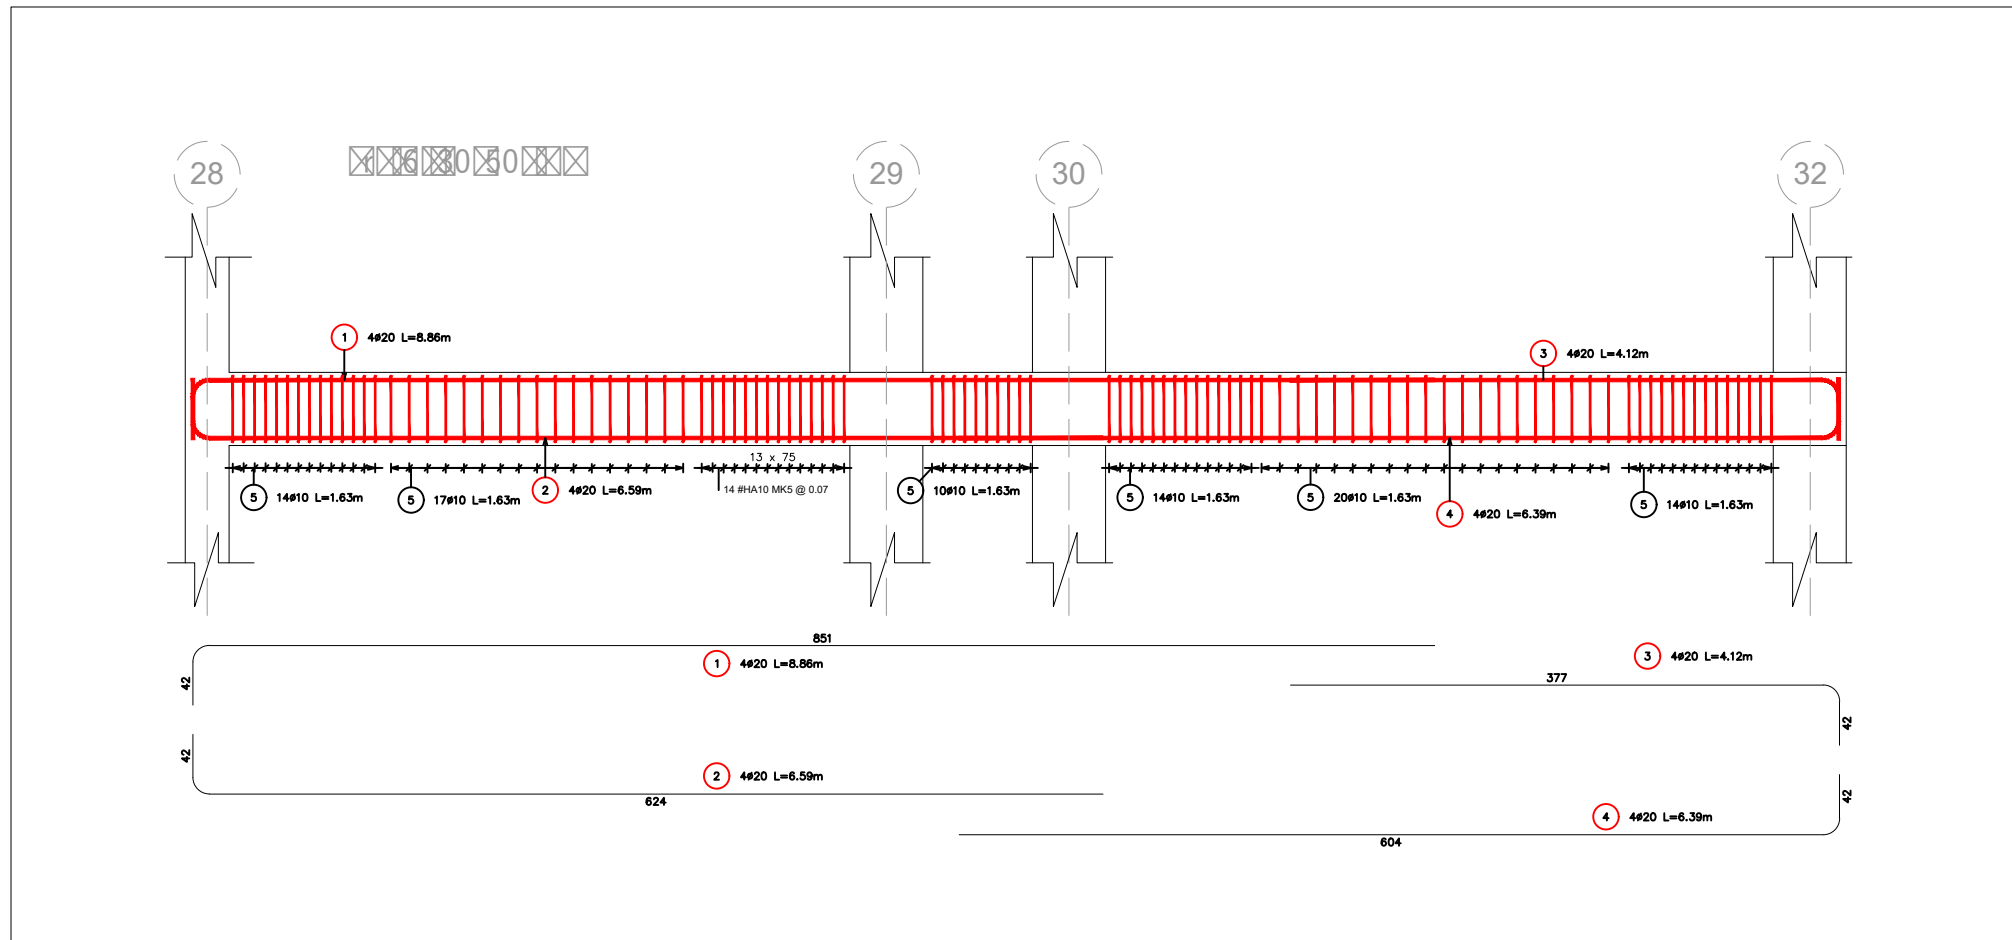 28
29
30
32
1 4ø20 L=8.86m
3 4ø20 L=4.12m
13 x 75
14 #HA10 MK5 @ 0.07
5 14ø10 L=1.63m
5 17ø10 L=1.63m
2 4ø20 L=6.59m
5 10ø10 L=1.63m
5 14ø10 L=1.63m
5 20ø10 L=1.63m
4 4ø20 L=6.39m
5 14ø10 L=1.63m
851
1 4ø20 L=8.86m
42
3 4ø20 L=4.12m
377
42
42
2 4ø20 L=6.59m
624
42
4 4ø20 L=6.39m
604